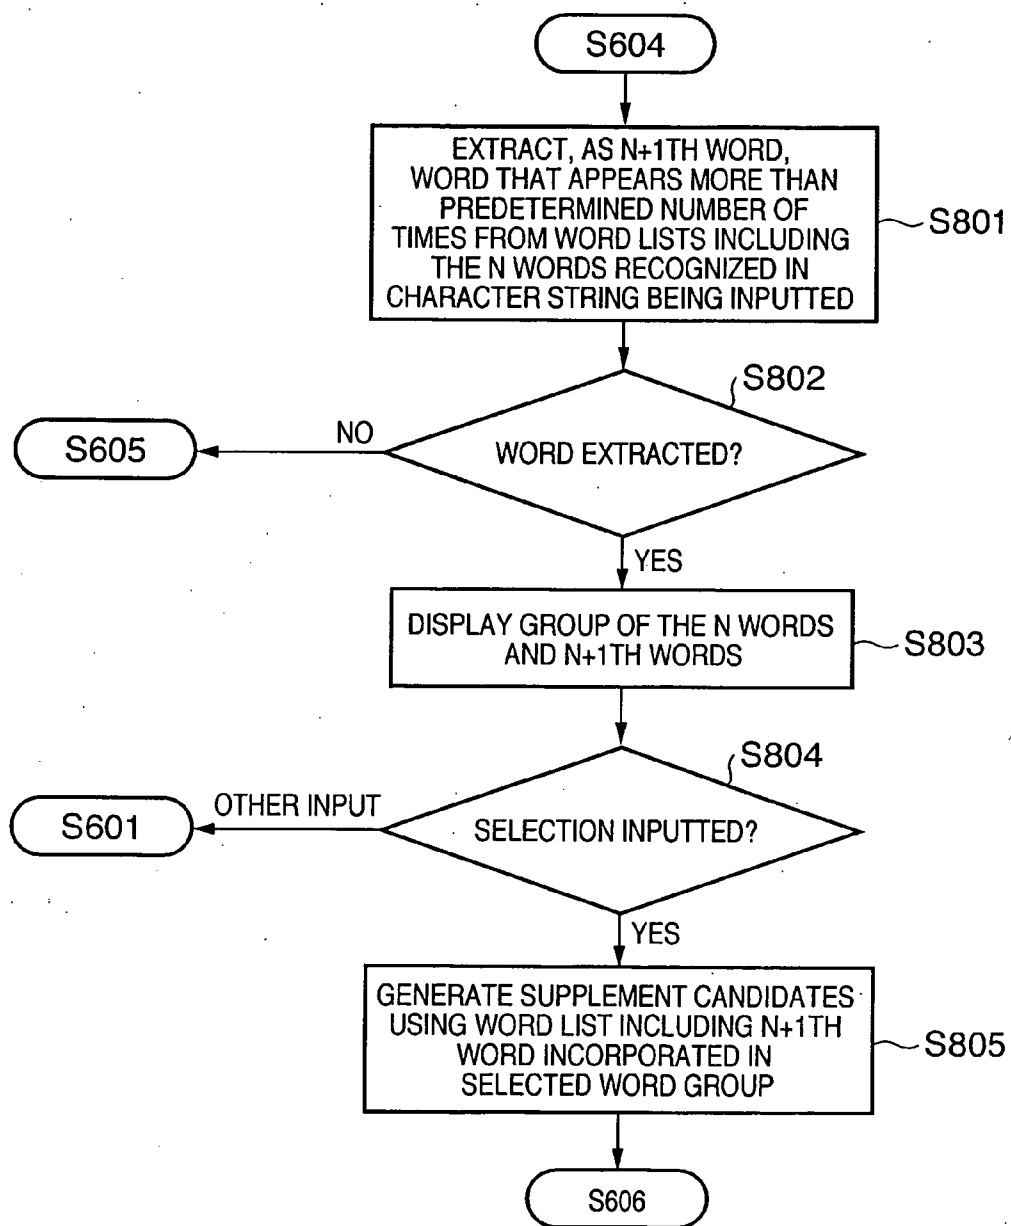 S604
EXTRACT, AS N+1TH WORD,
WORD THAT APPEARS MORE THAN
PREDETERMINED NUMBER OF
TIMES FROM WORD LISTS INCLUDING
THE N WORDS RECOGNIZED IN
CHARACTER STRING BEING INPUTTED
S801
S802
WORD EXTRACTED?
NO
S605
YES
DISPLAY GROUP OF THE N WORDS
AND N+1TH WORDS
S803
S804
SELECTION INPUTTED?
OTHER INPUT
S601
YES
GENERATE SUPPLEMENT CANDIDATES
USING WORD LIST INCLUDING N+1TH
WORD INCORPORATED IN
SELECTED WORD GROUP
S805
S606